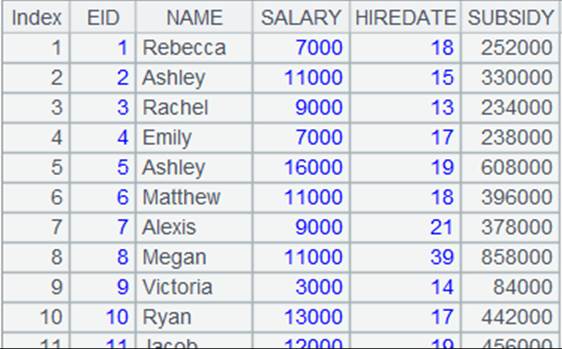 Index EID NAME SALARY HIREDATE SUBSIDY
1 1 Rebecca 7000 18 252000
2 2 Ashley 11000 15 330000
3 3 Rachel 9000 13 234000
4 4 Emily 7000 17 238000
5 5 Ashley 16000 19 608000
6 6 Matthew 11000 18 396000
7 7 Alexis 9000 21 378000
8 8 Megan 11000 39 858000
9 9 Victoria 3000 14 84000
10 10 Ryan 13000 17 442000
11 11 Jacob 12000 19 456000